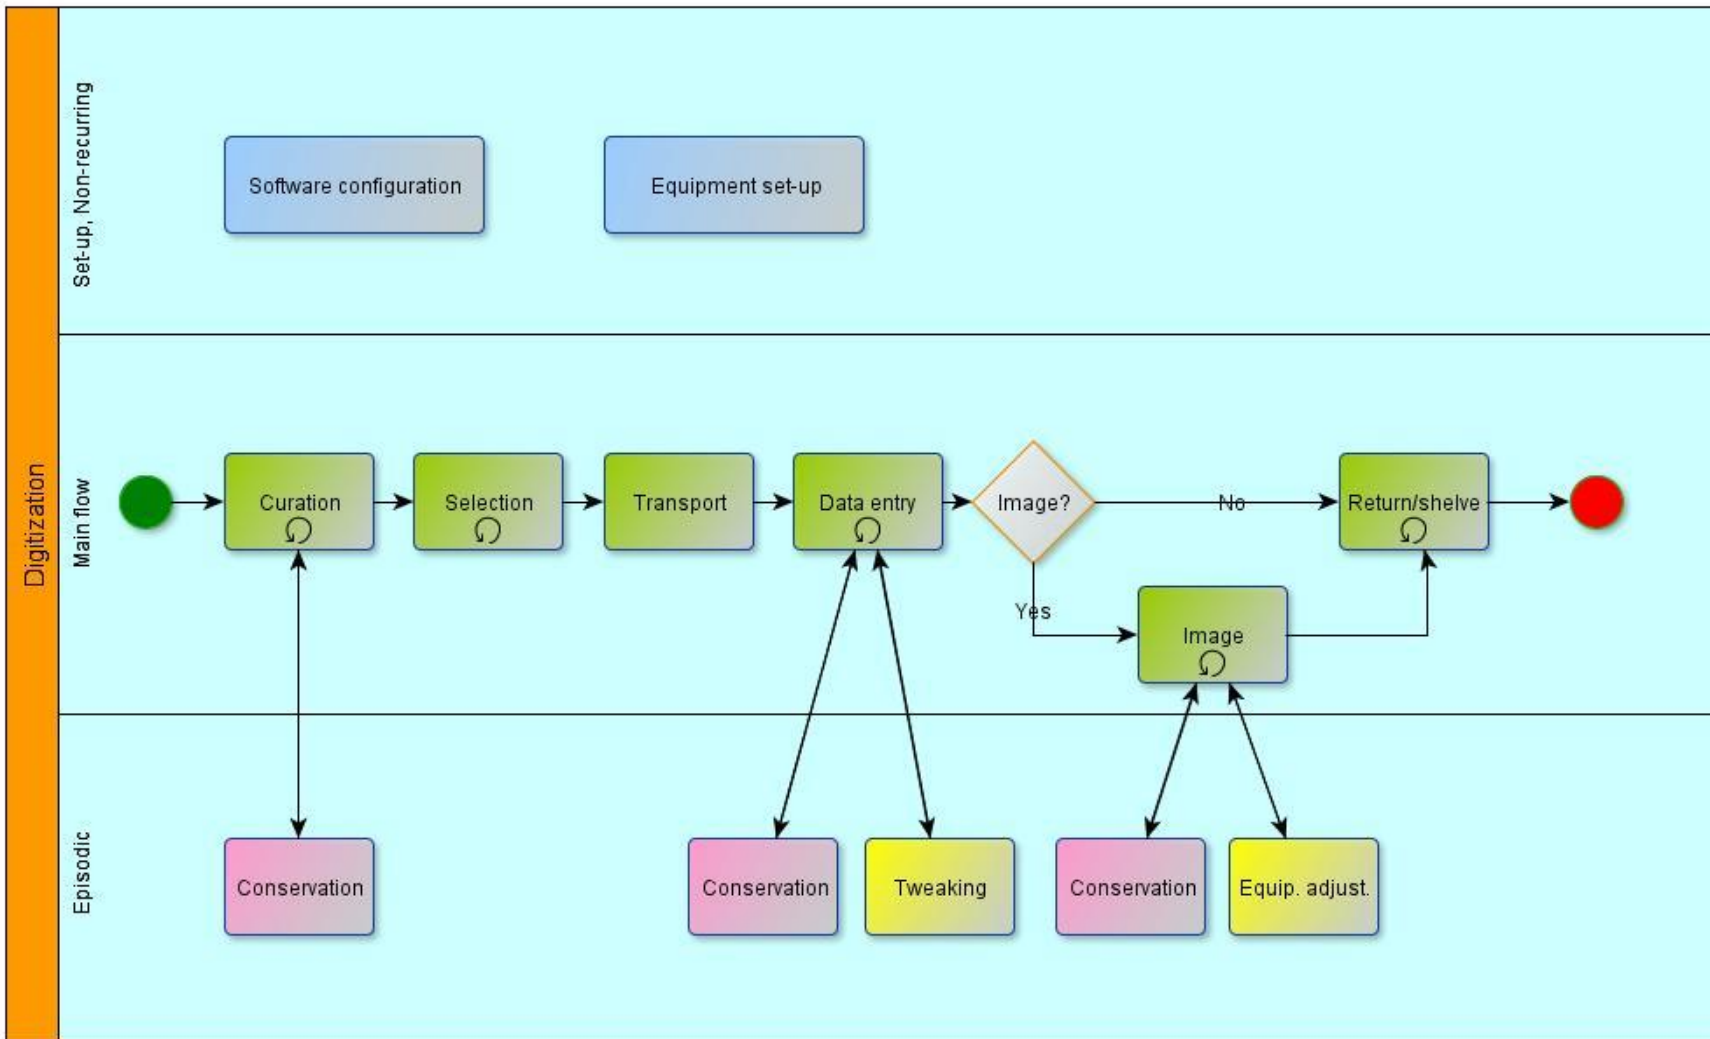 Digitization
Set-up, Non-recurring
Software configuration
Equipment set-up
Main flow
Curation
Selection
Transport
Data entry
Image?
No
Return/shelve
Yes
Image
Episodic
Conservation
Conservation
Tweaking
Conservation
Equip. adjust.